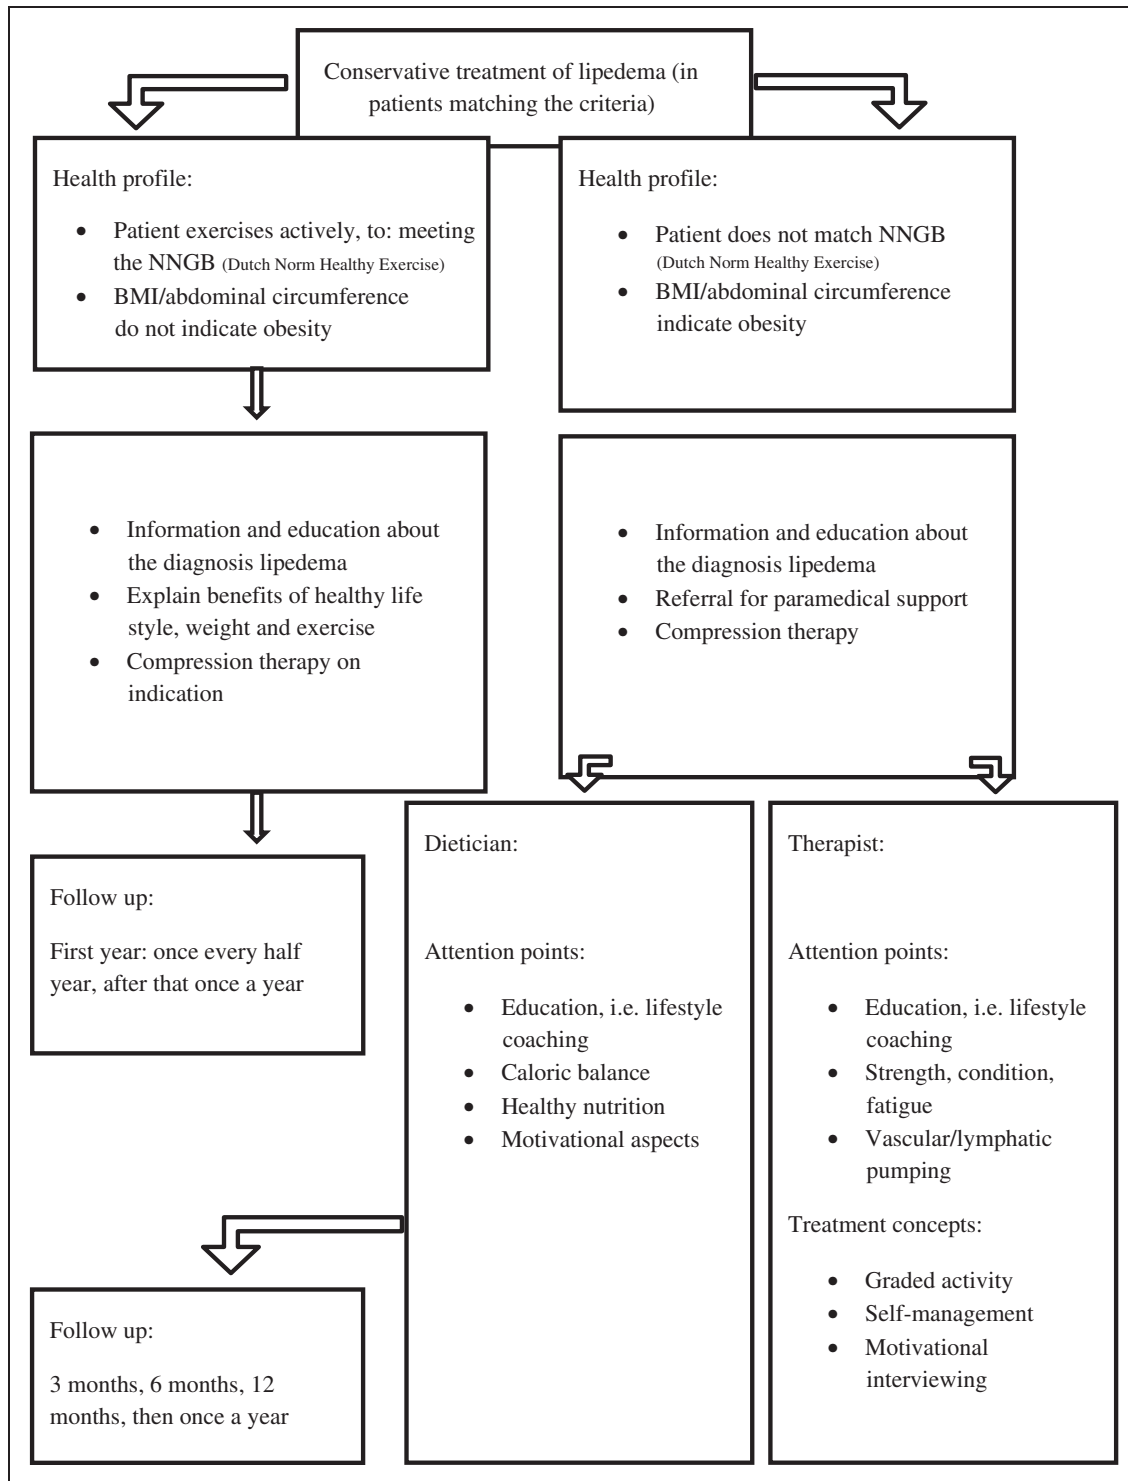 Conservative treatment of lipedema (in
patients matching the criteria)
Health profile:
• Patient exercises actively, to: meeting
the NNGB (Dutch Norm Healthy Exercise)
• BMI/abdominal circumference
do not indicate obesity
Health profile:
• Patient does not match NNGB
(Dutch Norm Healthy Exercise)
• BMI/abdominal circumference
indicate obesity
• Information and education about
the diagnosis lipedema
• Explain benefits of healthy life
style, weight and exercise
• Compression therapy on
indication
• Information and education about
the diagnosis lipedema
• Referral for paramedical support
• Compression therapy
Follow up:
First year: once every half
year, after that once a year
Dietician:
Attention points:
• Education, i.e. lifestyle
coaching
• Caloric balance
• Healthy nutrition
• Motivational aspects
Therapist:
Attention points:
• Education, i.e. lifestyle
coaching
• Strength, condition,
fatigue
• Vascular/lymphatic
pumping
Treatment concepts:
• Graded activity
• Self-management
• Motivational
interviewing
Follow up:
3 months, 6 months, 12
months, then once a year